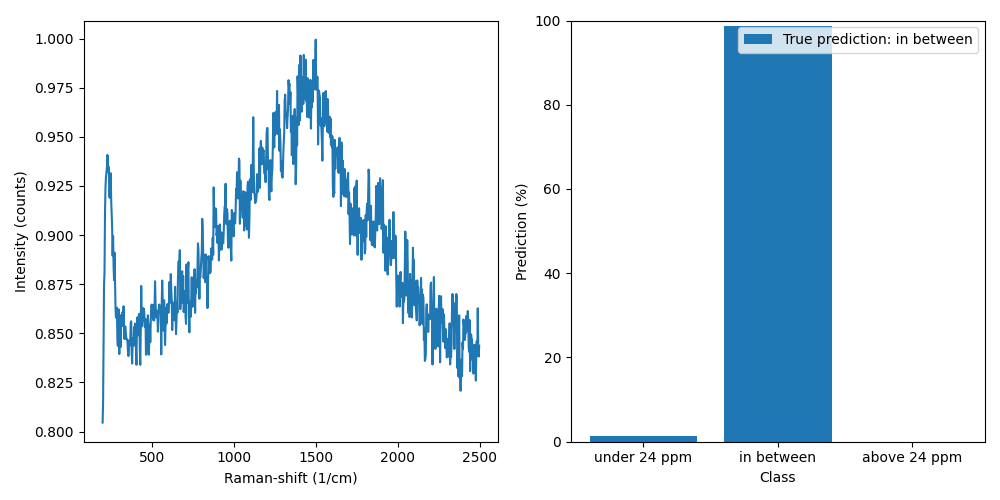 1.000
0.975
0.950
0.925
0.900
0.875
0.850
0.825
0.800
Intensity (counts)
500
1000
1500
2000
2500
Raman-shift (1/cm)
100
80
60
40
20
0
Prediction (%)
True prediction: in between
under 24 ppm
in between
above 24 ppm
Class